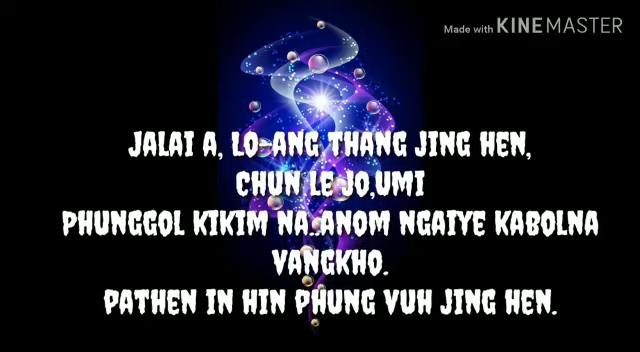 Made with KINEMASTER
JALAI A, LO-ANG THANG JING HEN,
CHUN LE JO,UMI
PHUNGGOL KIKIM NA..ANOM NGAIYE KABOLNA
VANGKHO.
PATHEN IN HIN PHUNG VUH JING HEN.